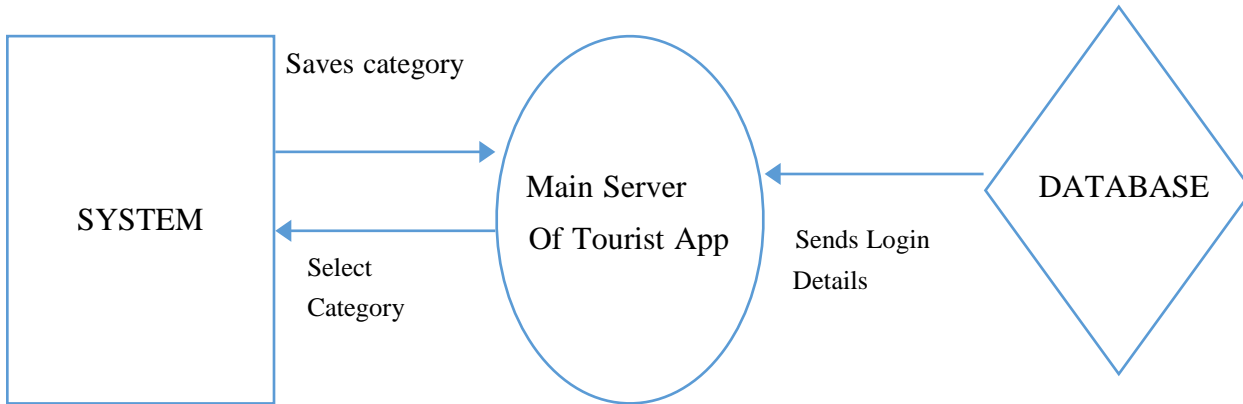 Saves category
SYSTEM
Select
Category
Main Server
Of Tourist App
Sends Login
Details
DATABASE